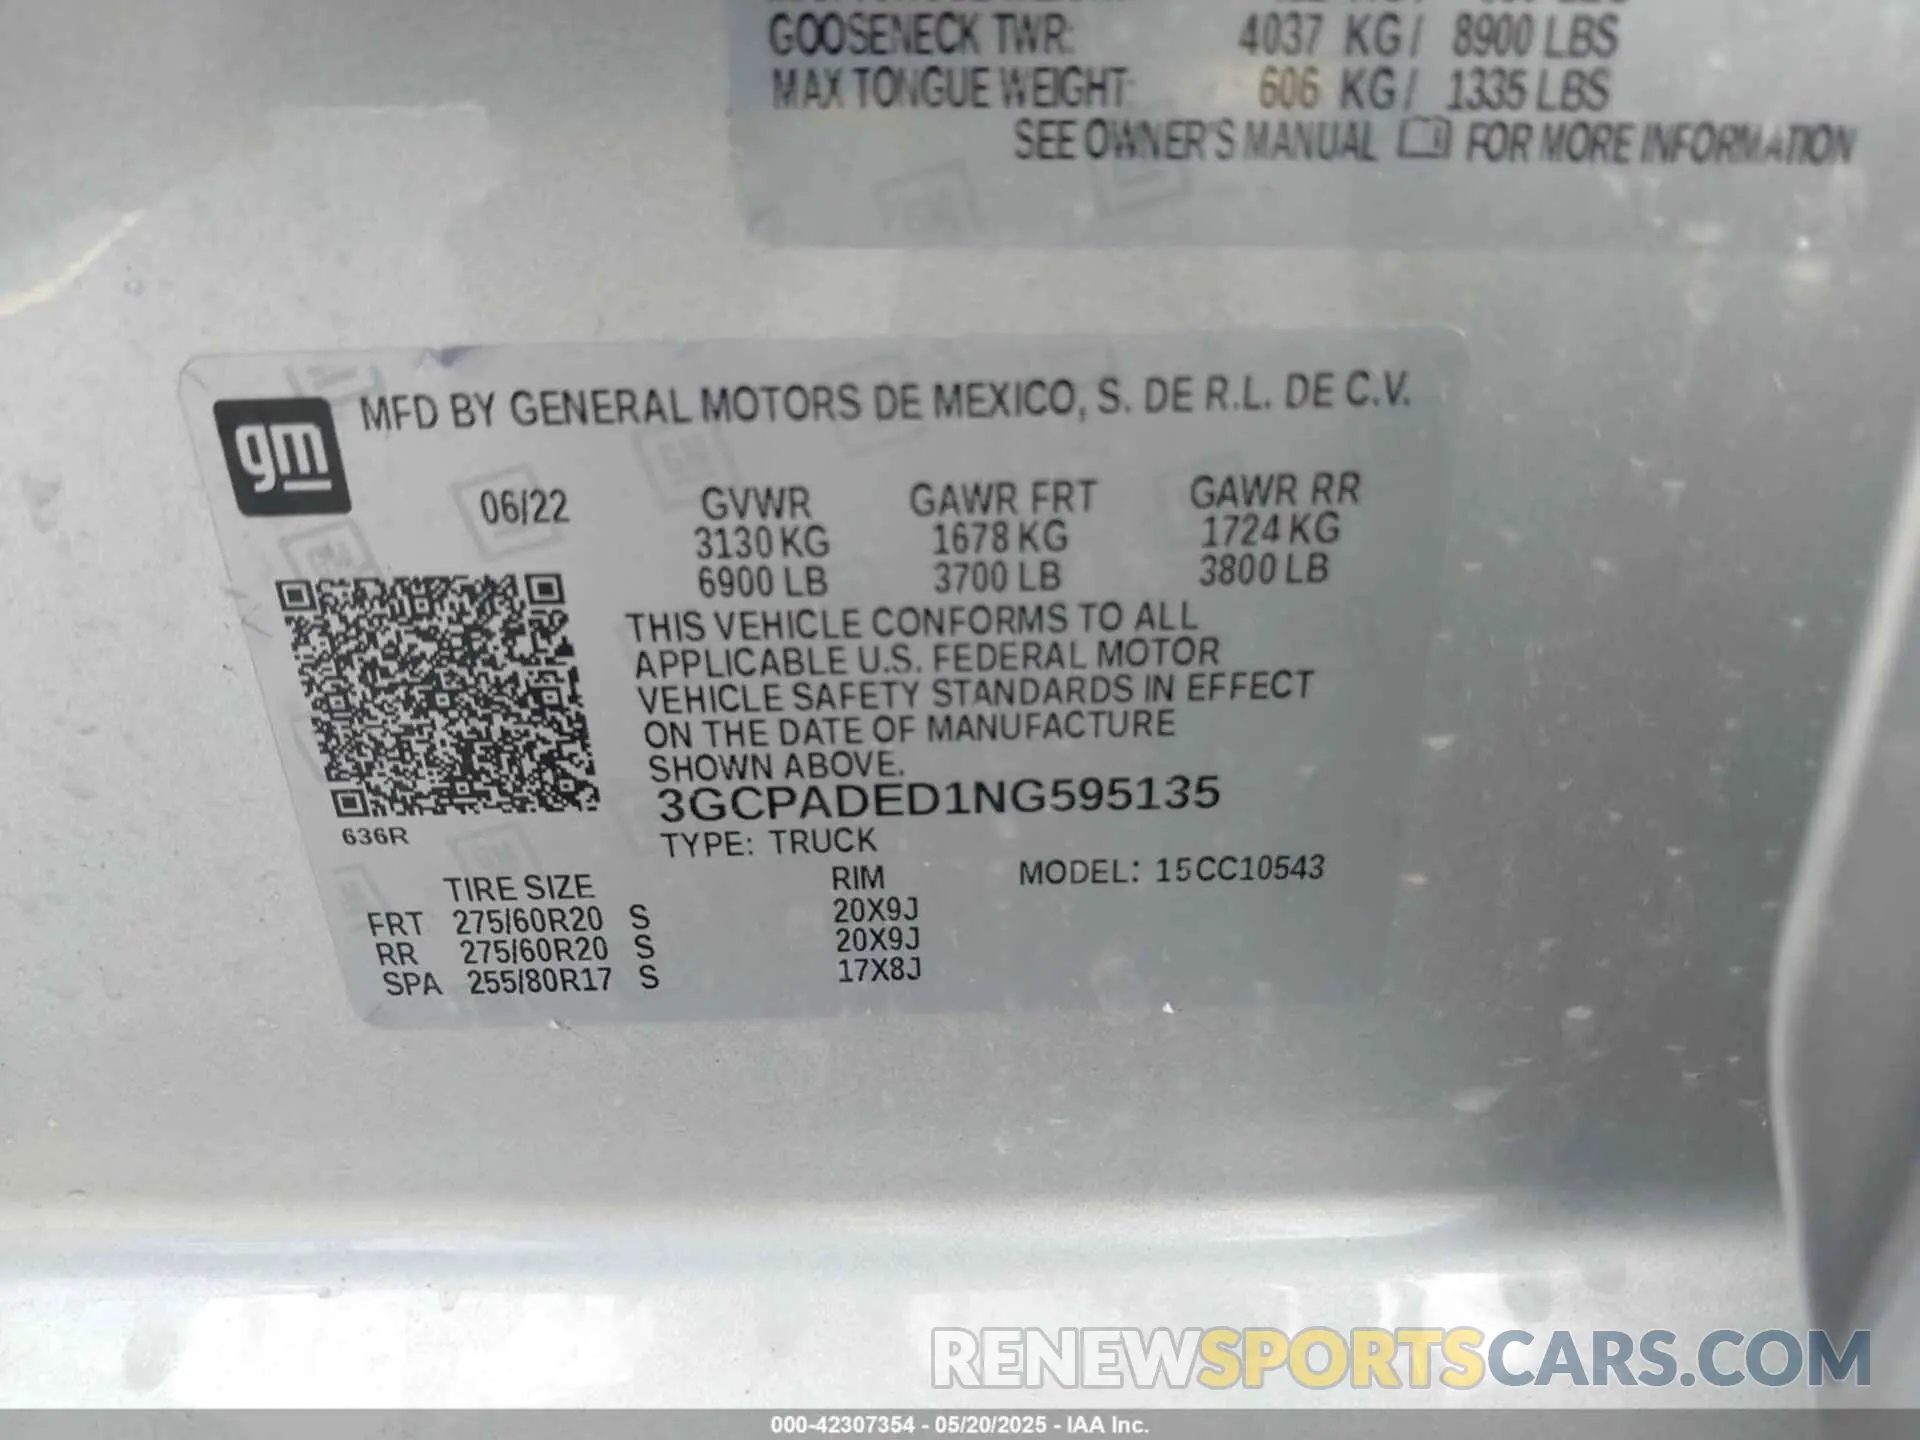 GOOSENECK TWR: 4037 KG / 8900 LBS
MAX TONGUE WEIGHT: 606 KG / 1335 LBS
SEE OWNER'S MANUAL FOR MORE INFORMATION
gm MFD BY GENERAL MOTORS DE MEXICO, S. DE R.L. DE C.V.
06/22 GVWR GAWR FRT GAWR RR
3130 KG 1678 KG 1724 KG
6900 LB 3700 LB 3800 LB
THIS VEHICLE CONFORMS TO ALL
APPLICABLE U.S. FEDERAL MOTOR
VEHICLE SAFETY STANDARDS IN EFFECT
ON THE DATE OF MANUFACTURE
SHOWN ABOVE.
3GCPADED1NG595135
636R
TYPE: TRUCK
TIRE SIZE RIM MODEL: 15CC10543
FRT 275/60R20 S 20X9J
RR 275/60R20 S 20X9J
SPA 255/80R17 S 17X8J
RENEWSPORTSCARS.COM
000-42307354 - 05/20/2025 - IAA Inc.